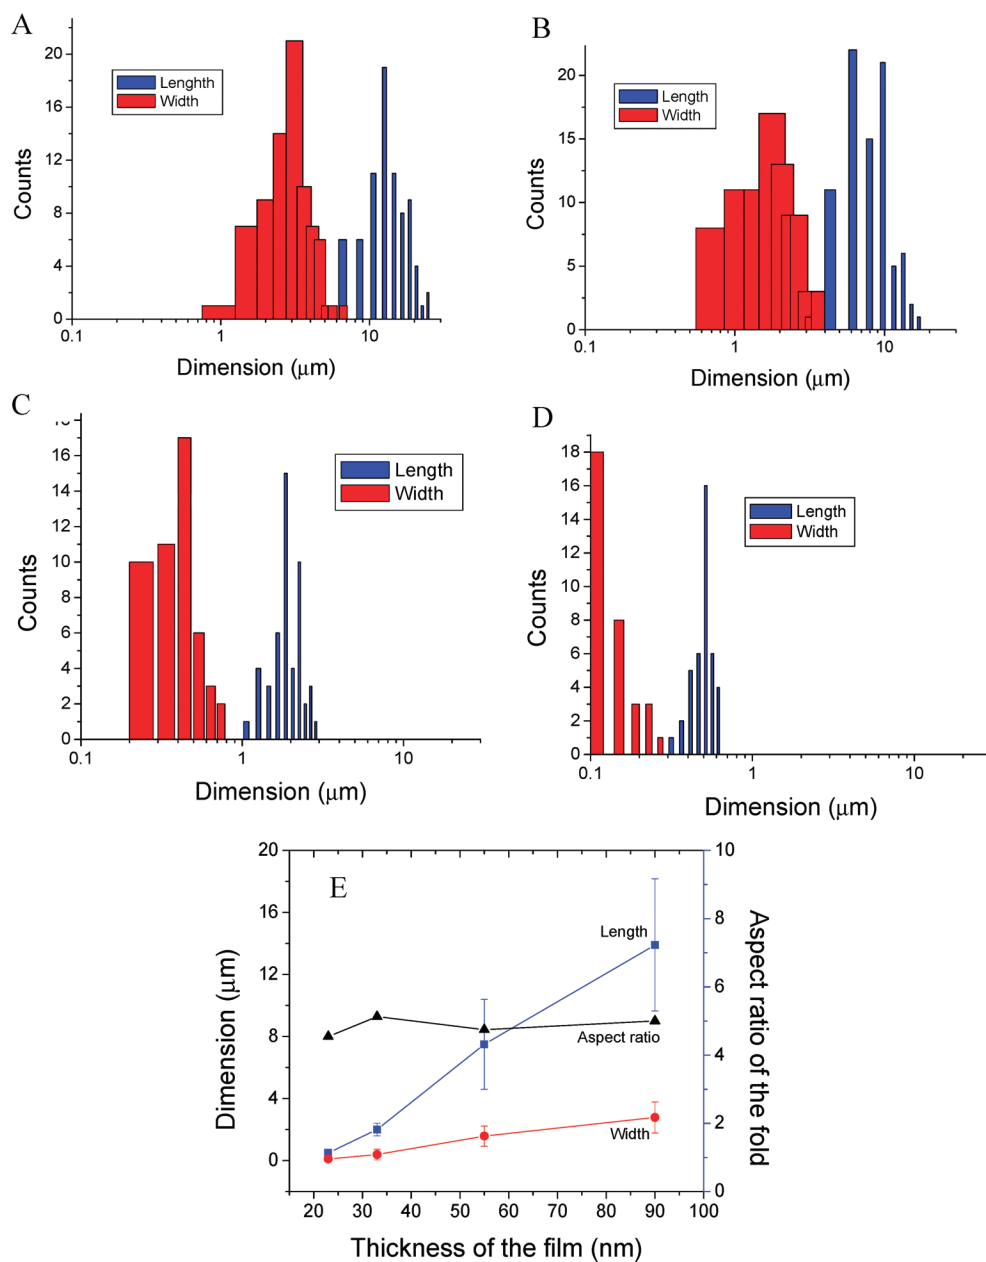 A
20
16
12
8
4
0
Counts
Lenghth
Width
0.1
1
10
Dimension (μm)
B
20
15
10
5
0
Counts
Length
Width
0.1
1
10
Dimension (μm)
C
16
14
12
10
8
6
4
2
0
Counts
Length
Width
0.1
1
10
Dimension (μm)
D
18
16
14
12
10
8
6
4
2
0
Counts
Length
Width
0.1
1
10
Dimension (μm)
E
20
16
12
8
4
0
Dimension (μm)
Length
Aspect ratio
Width
10
8
6
4
2
0
Aspect ratio of the fold
20 30 40 50 60 70 80 90 100
Thickness of the film (nm)